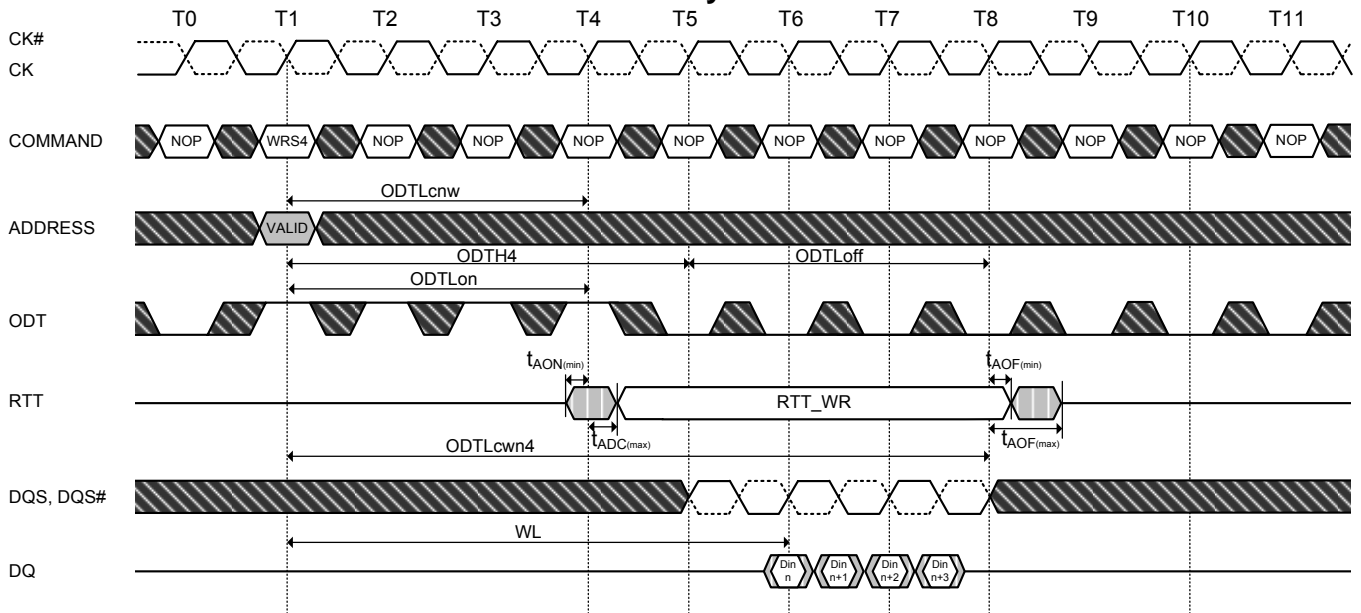 T0 T1 T2 T3 T4 T5 T6 T7 T8 T9 T10 T11
CK#
CK
COMMAND NOP WRS4 NOP NOP NOP NOP NOP NOP NOP NOP NOP NOP
ODTLcnw
ADDRESS VALID
ODTH4 ODTLoff
ODTLon
ODT
tAON(min) tAOF(min)
RTT RTT_WR
tADC(max) tAOF(max)
ODTLcwn4
DQS, DQS#
WL
DQ Din n Din n+1 Din n+2 Din n+3